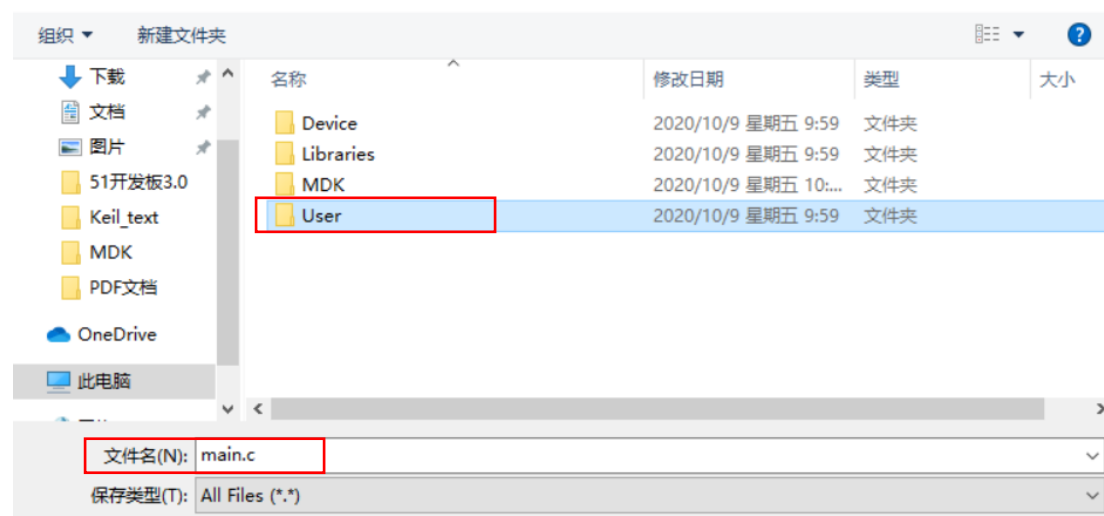 组织 新建文件夹 ?
下载
文档
图片
51开发板3.0
Keil_text
MDK
PDF文档
OneDrive
此电脑
名称 修改日期 类型 大小
Device 2020/10/9 星期五 9:59 文件夹
Libraries 2020/10/9 星期五 9:59 文件夹
MDK 2020/10/9 星期五 10:... 文件夹
User 2020/10/9 星期五 9:59 文件夹
文件名(N): main.c
保存类型(T): All Files (*.*)